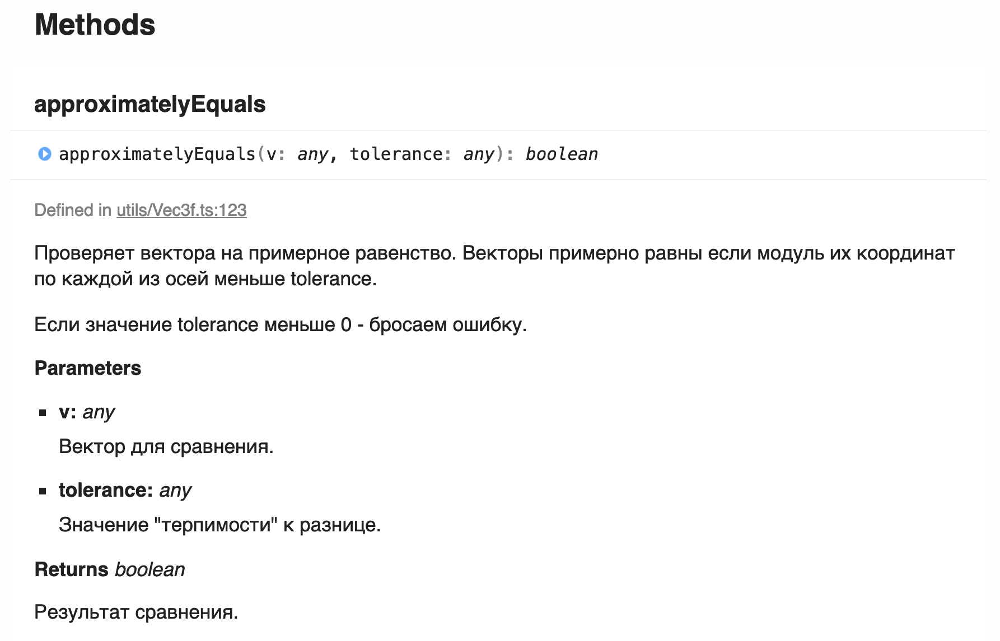 Methods
approximatelyEquals
approximatelyEquals(v: any, tolerance: any): boolean
Defined in utils/Vec3f.ts:123
Проверяет вектора на примерное равенство. Векторы примерно равны если модуль их координат
по каждой из осей меньше tolerance.
Если значение tolerance меньше 0 - бросаем ошибку.
Parameters
v: any
Вектор для сравнения.
tolerance: any
Значение "терпимости" к разнице.
Returns boolean
Результат сравнения.